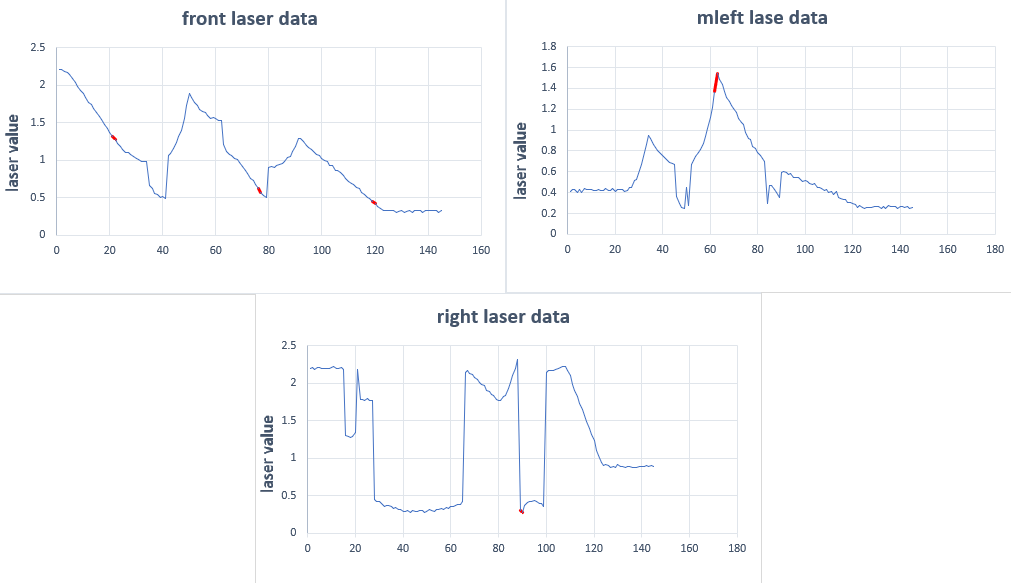 front laser data
2.5
2
1.5
1
0.5
0
laser value
0 20 40 60 80 100 120 140 160
mleft lase data
1.8
1.6
1.4
1.2
1
0.8
0.6
0.4
0.2
0
laser value
0 20 40 60 80 100 120 140 160 180
right laser data
2.5
2
1.5
1
0.5
0
laser value
0 20 40 60 80 100 120 140 160 180